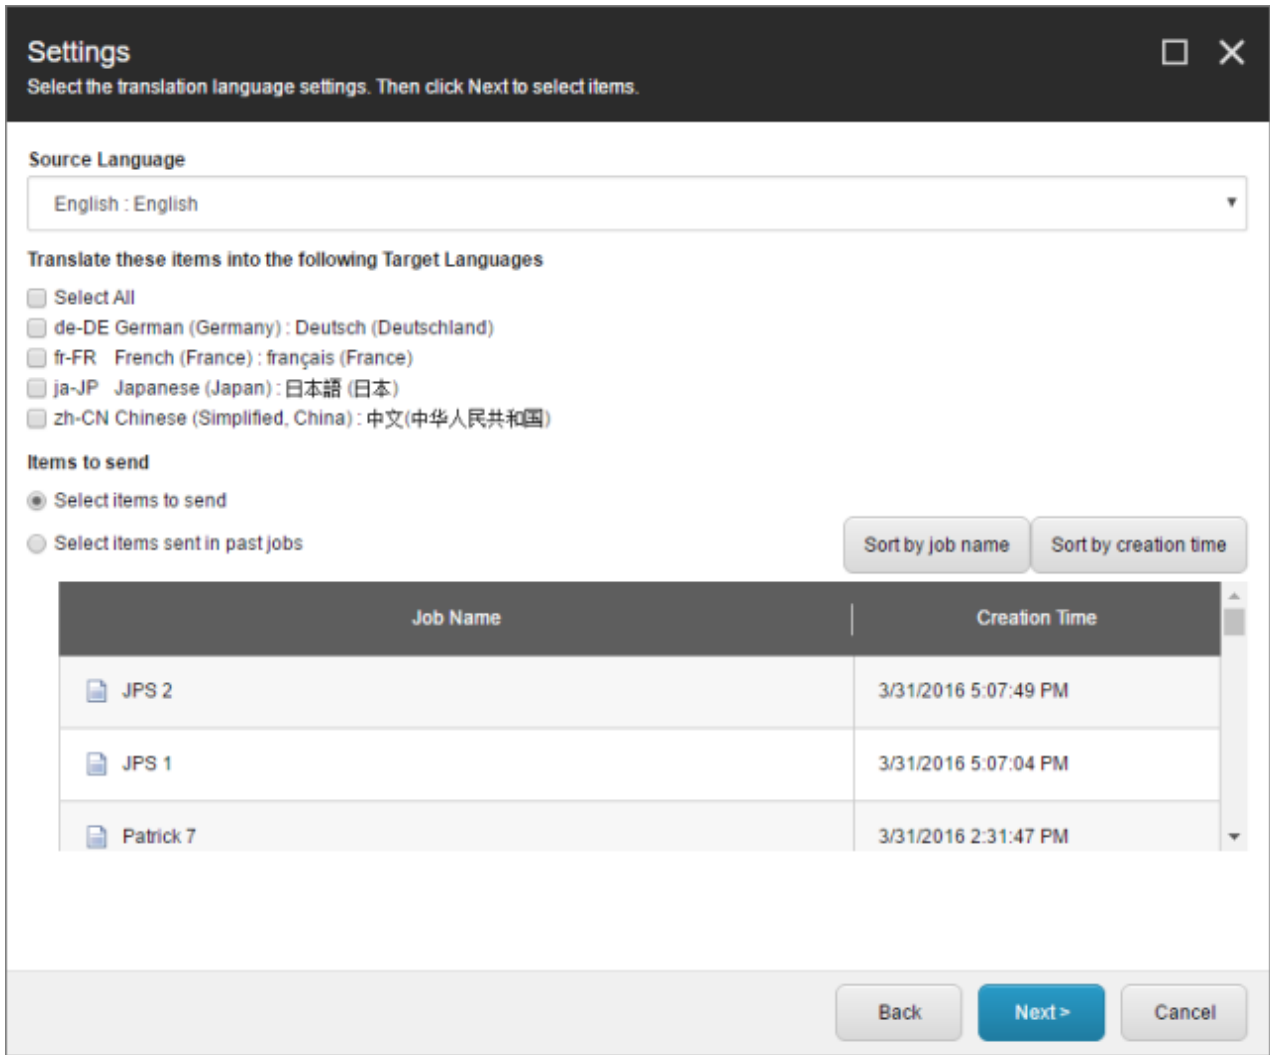 Settings
Select the translation language settings. Then click Next to select items.
Source Language
English : English
Translate these items into the following Target Languages
Select All
de-DE German (Germany) : Deutsch (Deutschland)
fr-FR French (France) : français (France)
ja-JP Japanese (Japan) : 日本語 (日本)
zh-CN Chinese (Simplified, China) : 中文(中华人民共和国)
Items to send
Select items to send
Select items sent in past jobs
Sort by job name Sort by creation time
Job Name Creation Time
JPS 2 3/31/2016 5:07:49 PM
JPS 1 3/31/2016 5:07:04 PM
Patrick 7 3/31/2016 2:31:47 PM
Back Next > Cancel